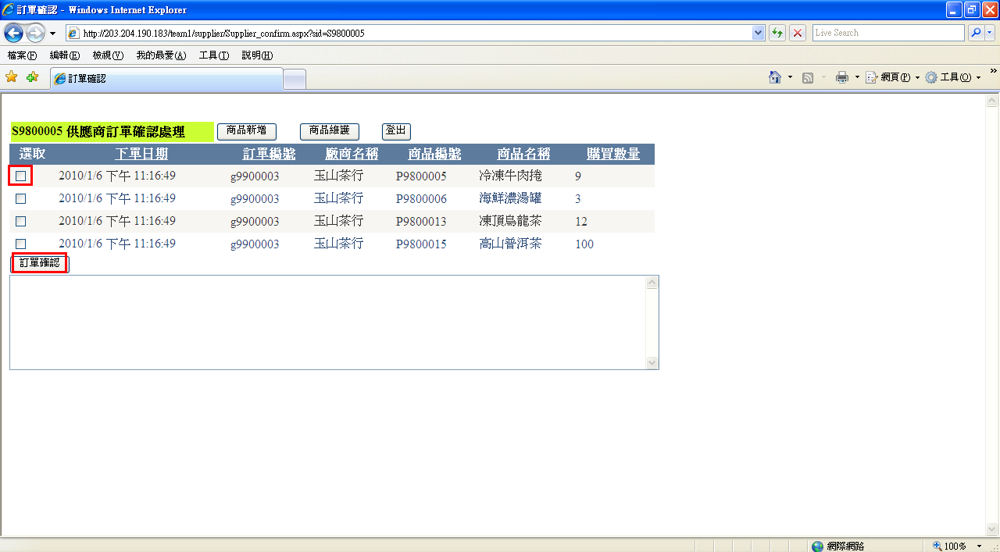 訂單確認 - Windows Internet Explorer
http://203.204.190.183/team1/supplier/Supplier_confirm.aspx?sid=S9800005
Live Search
檔案(F) 編輯(E) 檢視(V) 我的最愛(A) 工具(T) 說明(H)
訂單確認
網頁(P) 工具(O) »
S9800005 供應商訂單確認處理 商品新增 商品維護 登出
選取 下單日期 訂單編號 廠商名稱 商品編號 商品名稱 購買數量
2010/1/6 下午 11:16:49 g9900003 玉山茶行 P9800005 冷凍牛肉捲 9
2010/1/6 下午 11:16:49 g9900003 玉山茶行 P9800006 海鮮濃湯罐 3
2010/1/6 下午 11:16:49 g9900003 玉山茶行 P9800013 凍頂烏龍茶 12
2010/1/6 下午 11:16:49 g9900003 玉山茶行 P9800015 高山普洱茶 100
訂單確認
網際網路 100%